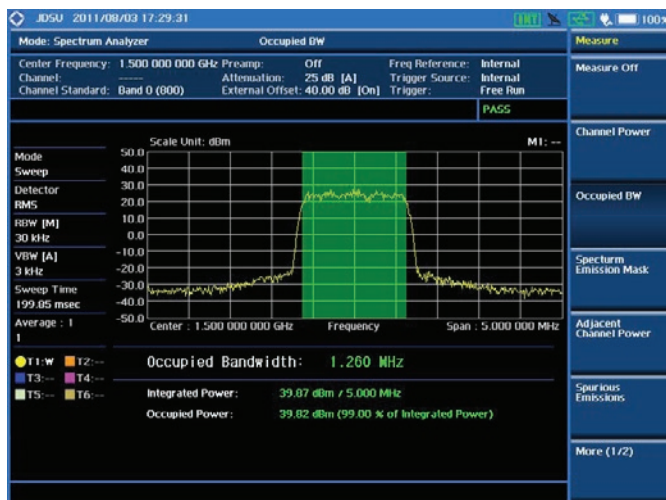 JDSU 2011/08/03 17:29:31
INT
100%
Mode: Spectrum Analyzer Occupied BW
Measure
Center Frequency: 1.500 000 000 GHz Preamp: Off Freq Reference: Internal
Channel: ----- Attenuation: 25 dB [A] Trigger Source: Internal
Channel Standard: Band 0 (800) External Offset: 40.00 dB [On] Trigger: Free Run
PASS
Scale Unit: dBm M1: --
Mode
Sweep
Detector
RMS
RBW [M]
30 kHz
VBW [A]
3 kHz
Sweep Time
199.85 msec
Average : 1
1
50.0
40.0
30.0
20.0
10.0
0.0
-10.0
-20.0
-30.0
-40.0
-50.0
Center : 1.500 000 000 GHz Frequency Span : 5.000 000 MHz
T1:W T2:--
T3:-- T4:--
T5:-- T6:--
Occupied Bandwidth: 1.260 MHz
Integrated Power: 39.87 dBm / 5.000 MHz
Occupied Power: 39.82 dBm (99.00 % of Integrated Power)
Measure Off
Channel Power
Occupied BW
Specturm
Emission Mask
Adjacent
Channel Power
Spurious
Emissions
More (1/2)